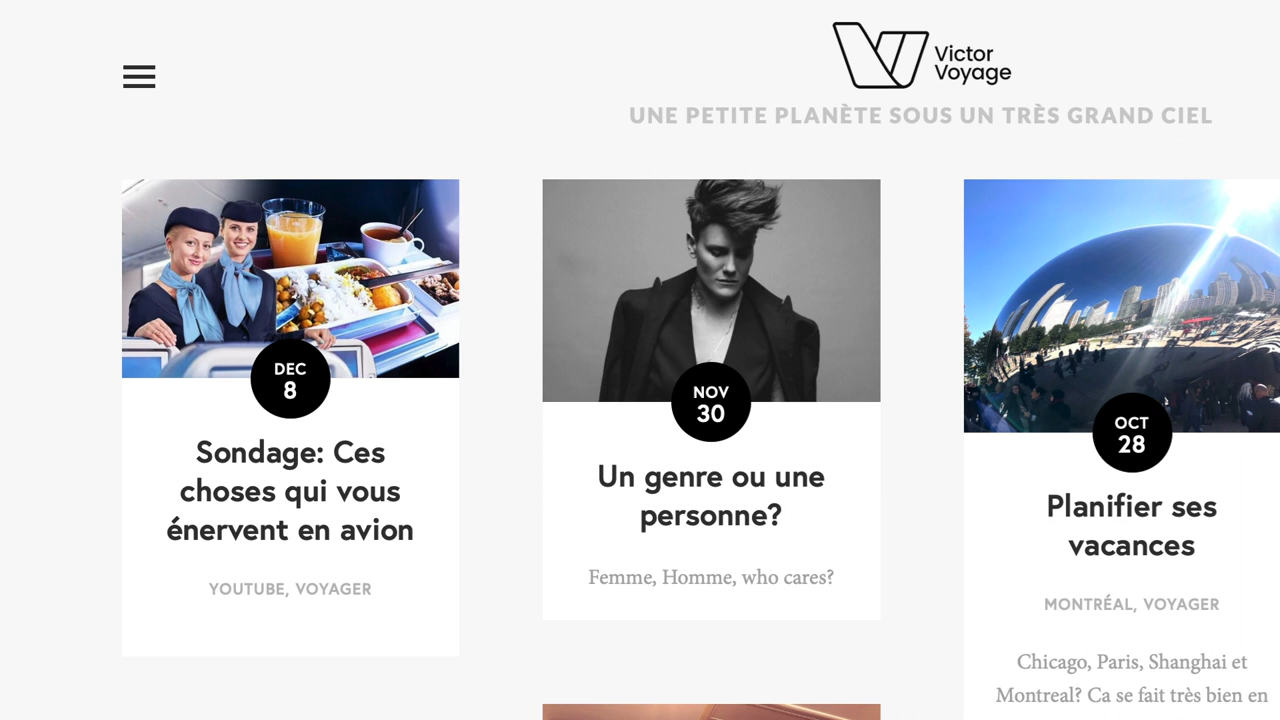 Victor
Voyage
UNE PETITE PLANÈTE SOUS UN TRÈS GRAND CIEL
DEC
8
Sondage: Ces
choses qui vous
énervent en avion
YOUTUBE, VOYAGER
NOV
30
Un genre ou une
personne?
Femme, Homme, who cares?
OCT
28
Planifier ses
vacances
MONTRÉAL, VOYAGER
Chicago, Paris, Shanghai et
Montreal? Ca se fait très bien en